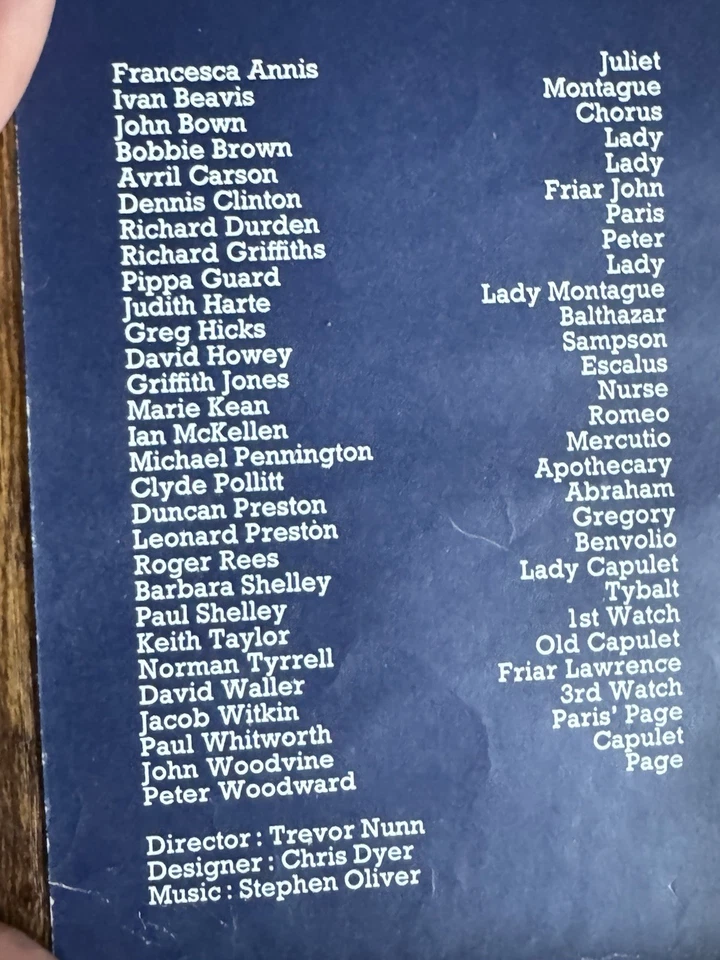 Francesca Annis Juliet
Ivan Beavis Montague
John Bown Chorus
Bobbie Brown Lady
Avril Carson Lady
Dennis Clinton Friar John
Richard Durden Paris
Richard Griffiths Peter
Pippa Guard Lady
Judith Harte Lady Montague
Greg Hicks Balthazar
David Howey Sampson
Griffith Jones Escalus
Marie Kean Nurse
Ian McKellen Romeo
Michael Pennington Mercutio
Clyde Pollitt Apothecary
Duncan Preston Abraham
Leonard Preston Gregory
Roger Rees Benvolio
Barbara Shelley Lady Capulet
Paul Shelley Tybalt
Keith Taylor 1st Watch
Norman Tyrrell Old Capulet
David Waller Friar Lawrence
Jacob Witkin 3rd Watch
Paul Whitworth Paris' Page
John Woodvine Capulet
Peter Woodward Page
Director: Trevor Nunn
Designer: Chris Dyer
Music: Stephen Oliver